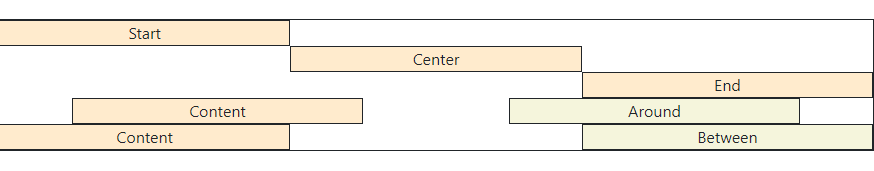 Start
Center
End
Content Around
Content Between